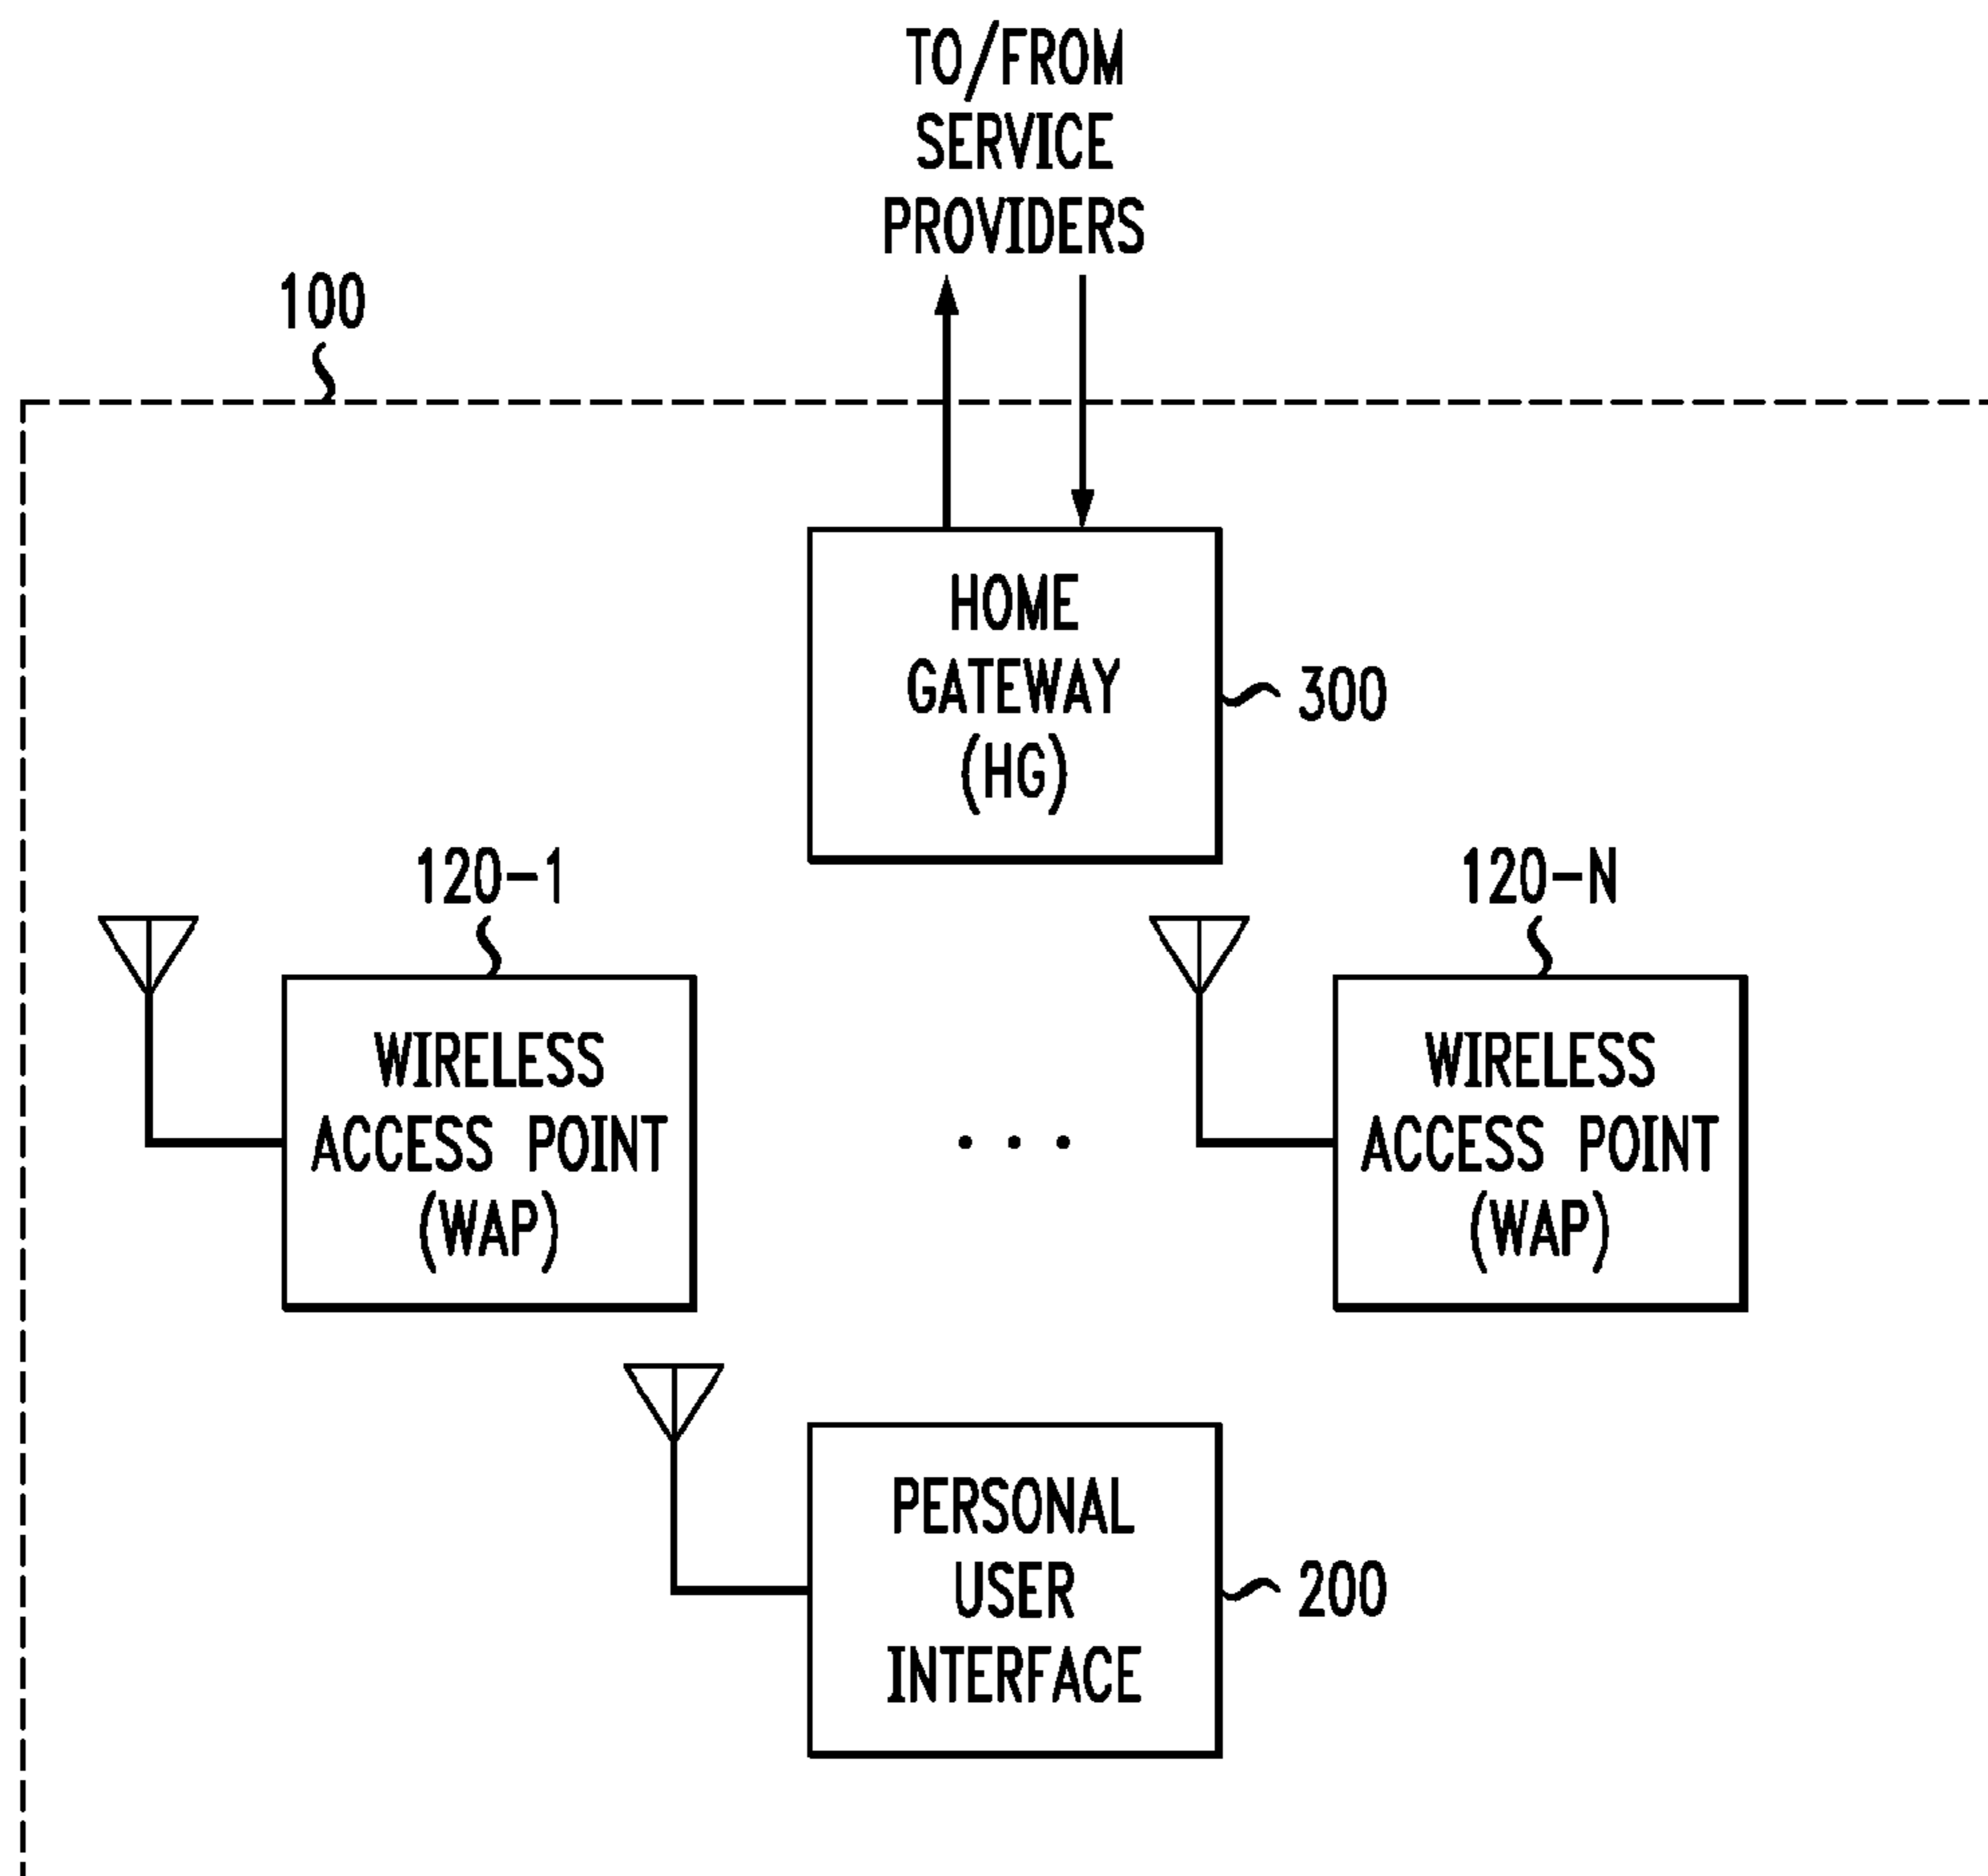 TO/FROM
SERVICE
PROVIDERS
100
HOME
GATEWAY
(HG)
300
120-1
120-N
WIRELESS
ACCESS POINT
(WAP)
WIRELESS
ACCESS POINT
(WAP)
PERSONAL
USER
INTERFACE
200